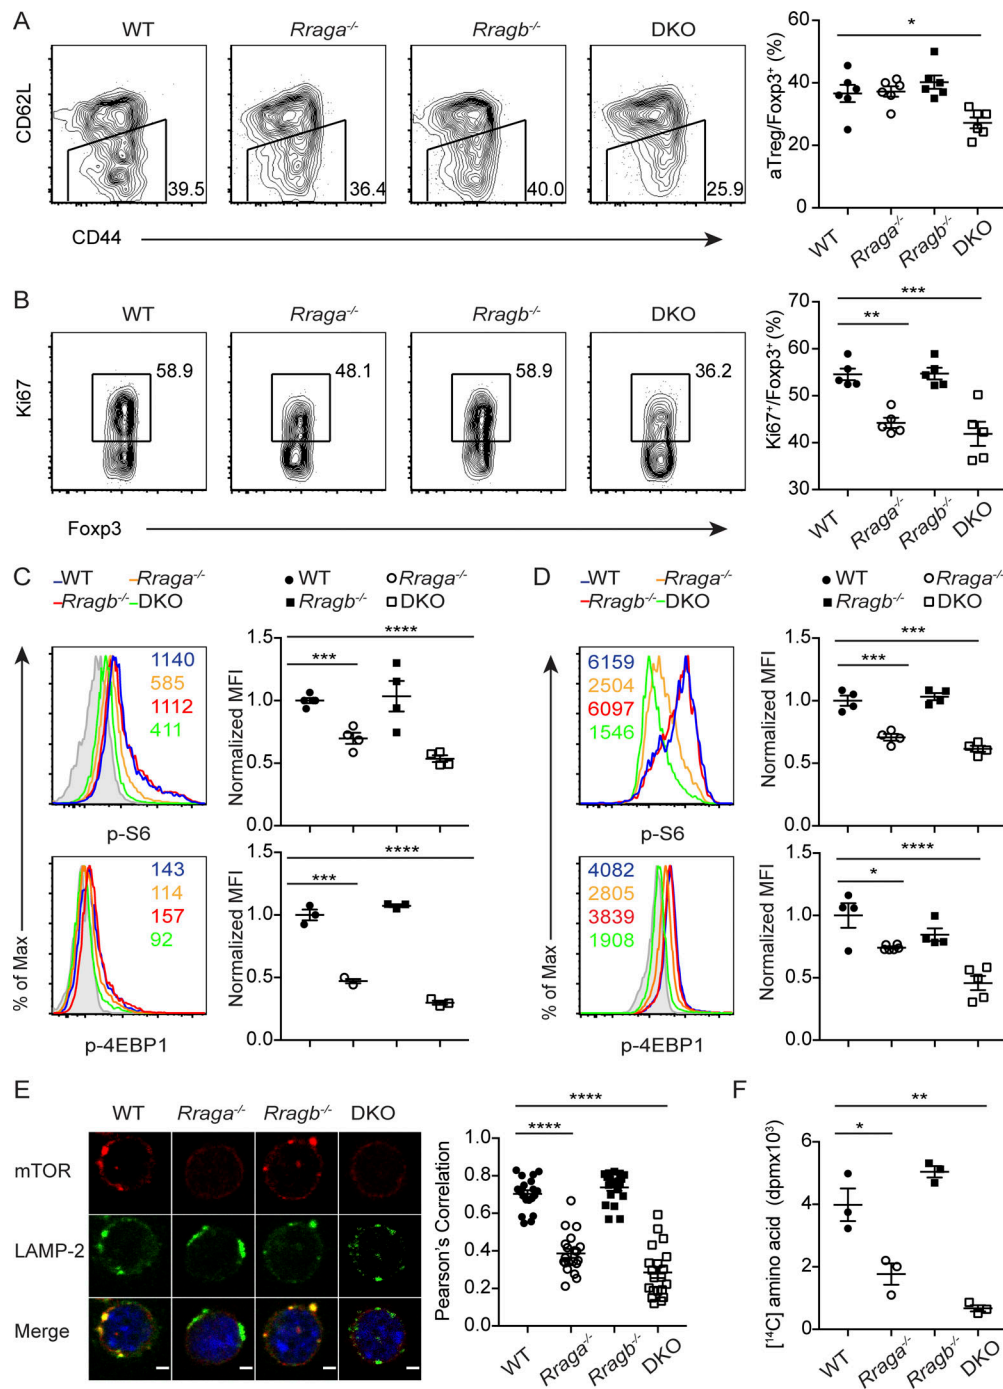 A
WT
Rraga-/-
Rragb-/-
DKO
CD62L
39.5
36.4
40.0
25.9
CD44
aTreg/Foxp3+ (%)
60
40
20
0
*
WT
Rraga-/-
Rragb-/-
DKO
B
WT
Rraga-/-
Rragb-/-
DKO
Ki67
58.9
48.1
58.9
36.2
Foxp3
Ki67+/Foxp3+ (%)
70
60
50
40
30
***
**
WT
Rraga-/-
Rragb-/-
DKO
C
WT Rraga-/-
Rragb-/- DKO
1140
585
1112
411
p-S6
143
114
157
92
p-4EBP1
% of Max
WT Rraga-/-
Rragb-/- DKO
Normalized MFI
1.5
1.0
0.5
0.0
****
***
Normalized MFI
1.5
1.0
0.5
0.0
****
***
D
WT Rraga-/-
Rragb-/- DKO
6159
2504
6097
1546
p-S6
4082
2805
3839
1908
p-4EBP1
% of Max
WT Rraga-/-
Rragb-/- DKO
Normalized MFI
1.5
1.0
0.5
0.0
***
***
Normalized MFI
1.5
1.0
0.5
0.0
****
*
E
WT
Rraga-/-
Rragb-/-
DKO
mTOR
LAMP-2
Merge
Pearson's Correlation
1.0
0.8
0.6
0.4
0.2
0.0
****
****
WT
Rraga-/-
Rragb-/-
DKO
F
[14C] amino acid (dpmx10³)
6
4
2
0
**
*
WT
Rraga-/-
Rragb-/-
DKO